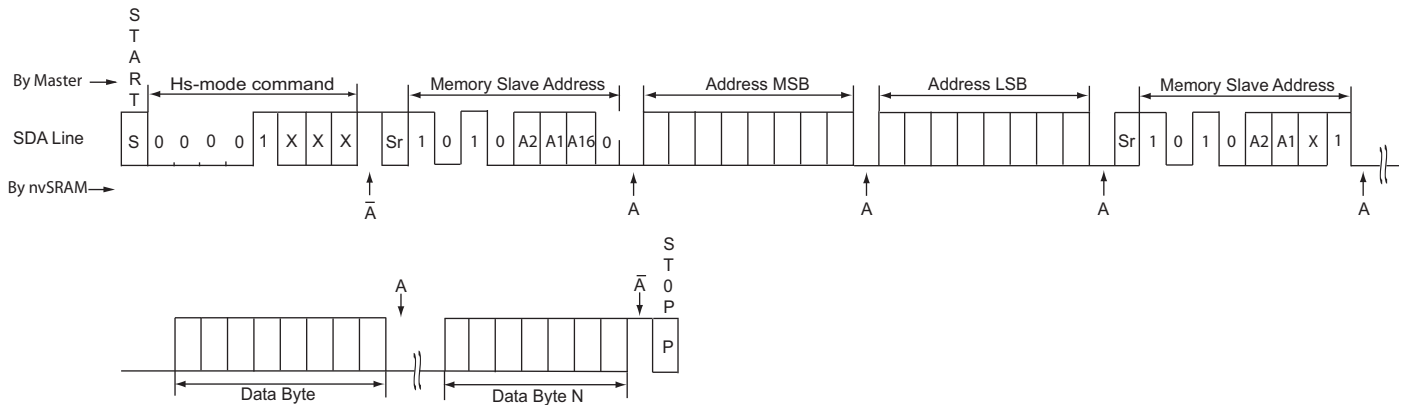 START
By Master
Hs-mode command
Memory Slave Address
Address MSB
Address LSB
Memory Slave Address
SDA Line
S 0 0 0 0 1 X X X Sr 1 0 1 0 A2 A1 A16 0 Sr 1 0 1 0 A2 A1 X 1
By nvSRAM
A̅ A A A A
A A̅ ST0P
P
Data Byte
Data Byte N